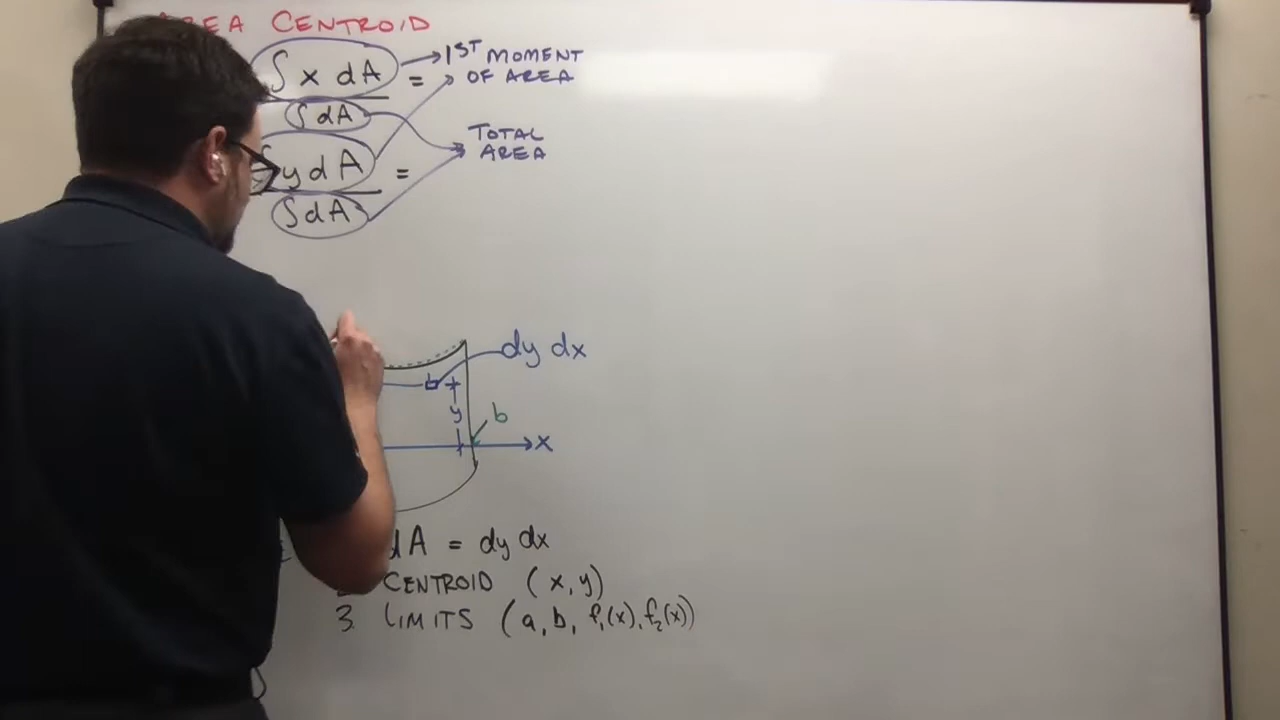 AREA CENTROID
∫ x dA =
∫ dA
1ST MOMENT
OF AREA
∫ y dA =
∫ dA
TOTAL
AREA
dy dx
y
b
x
dA = dy dx
CENTROID (x, y)
3. LIMITS (a, b, f₁(x), f₂(x))